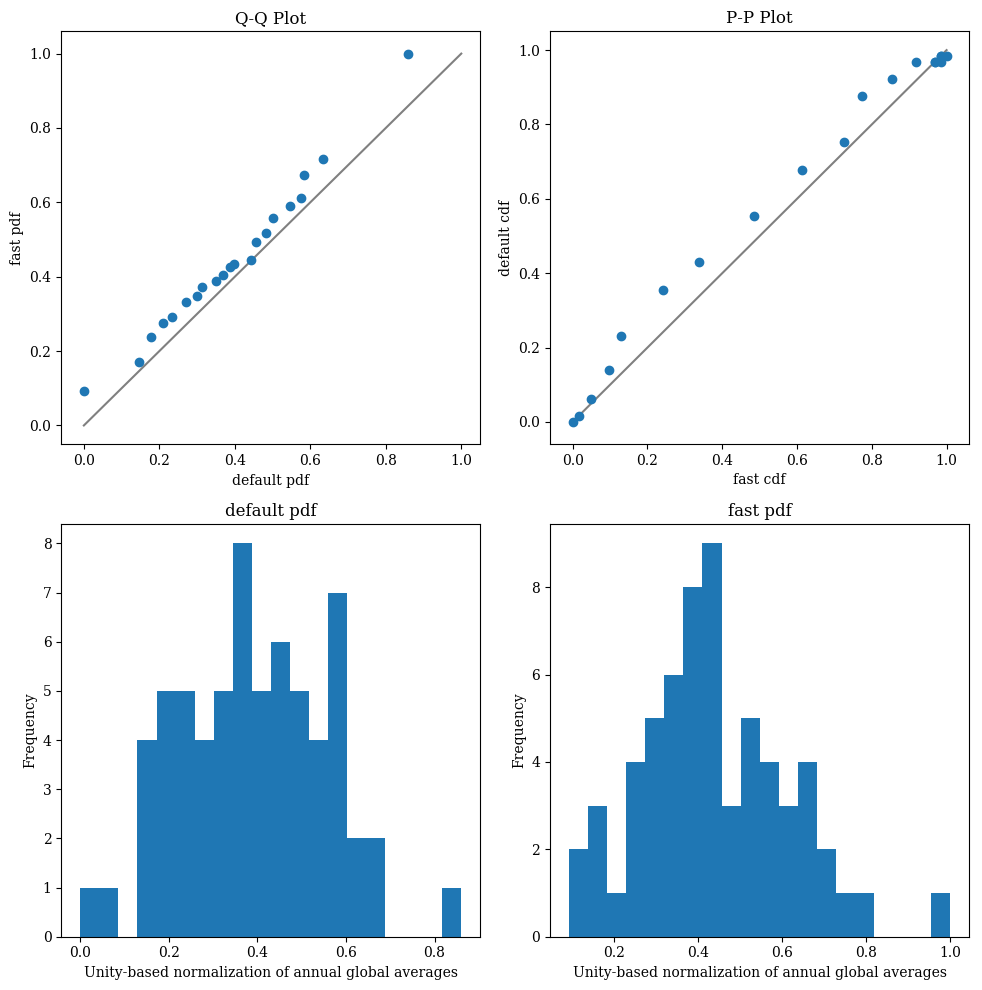 Q-Q Plot
1.0
0.8
0.6
0.4
0.2
0.0
fast pdf
0.0 0.2 0.4 0.6 0.8 1.0
default pdf
P-P Plot
1.0
0.8
0.6
0.4
0.2
0.0
default cdf
0.0 0.2 0.4 0.6 0.8 1.0
fast cdf
default pdf
8
7
6
5
4
3
2
1
0
Frequency
0.0 0.2 0.4 0.6 0.8
Unity-based normalization of annual global averages
fast pdf
8
6
4
2
0
Frequency
0.2 0.4 0.6 0.8 1.0
Unity-based normalization of annual global averages